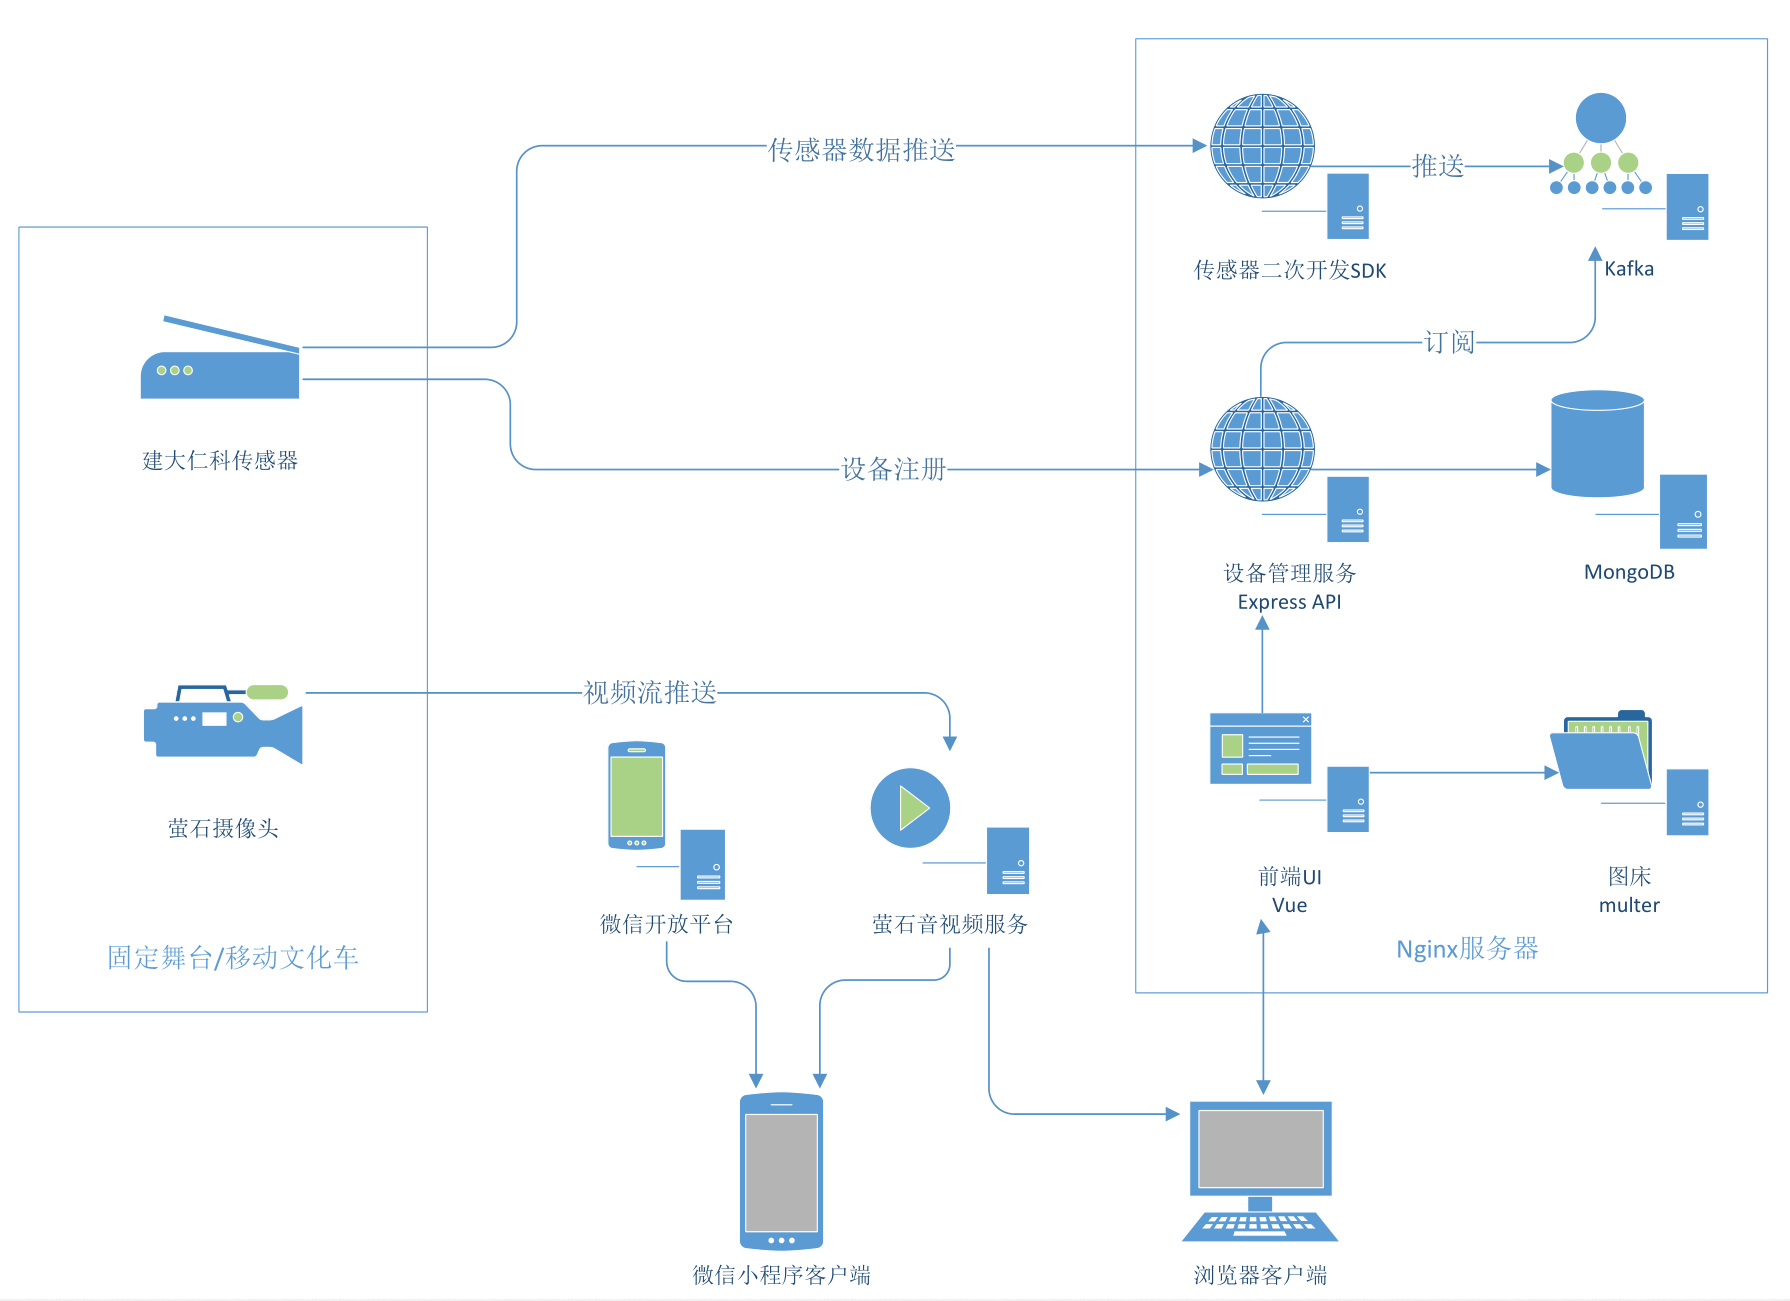 传感器数据推送
推送
传感器二次开发SDK
Kafka
订阅
建大仁科传感器
设备注册
设备管理服务
Express API
MongoDB
视频流推送
萤石摄像头
前端UI
Vue
图床
multer
微信开放平台
萤石音视频服务
固定舞台/移动文化车
Nginx服务器
微信小程序客户端
浏览器客户端